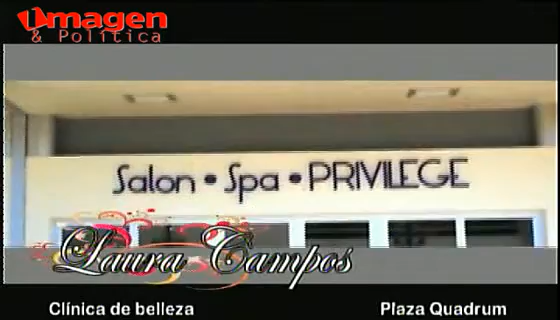 Imagen
& Política
Salon • Spa • PRIVILEGE
Laura Campos
Clínica de belleza
Plaza Quadrum